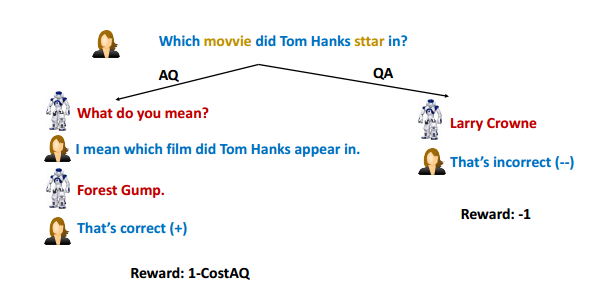 Which movvie did Tom Hanks sttar in?
AQ
QA
What do you mean?
I mean which film did Tom Hanks appear in.
Forest Gump.
That's correct (+)
Reward: 1-CostAQ
Larry Crowne
That's incorrect (--)
Reward: -1